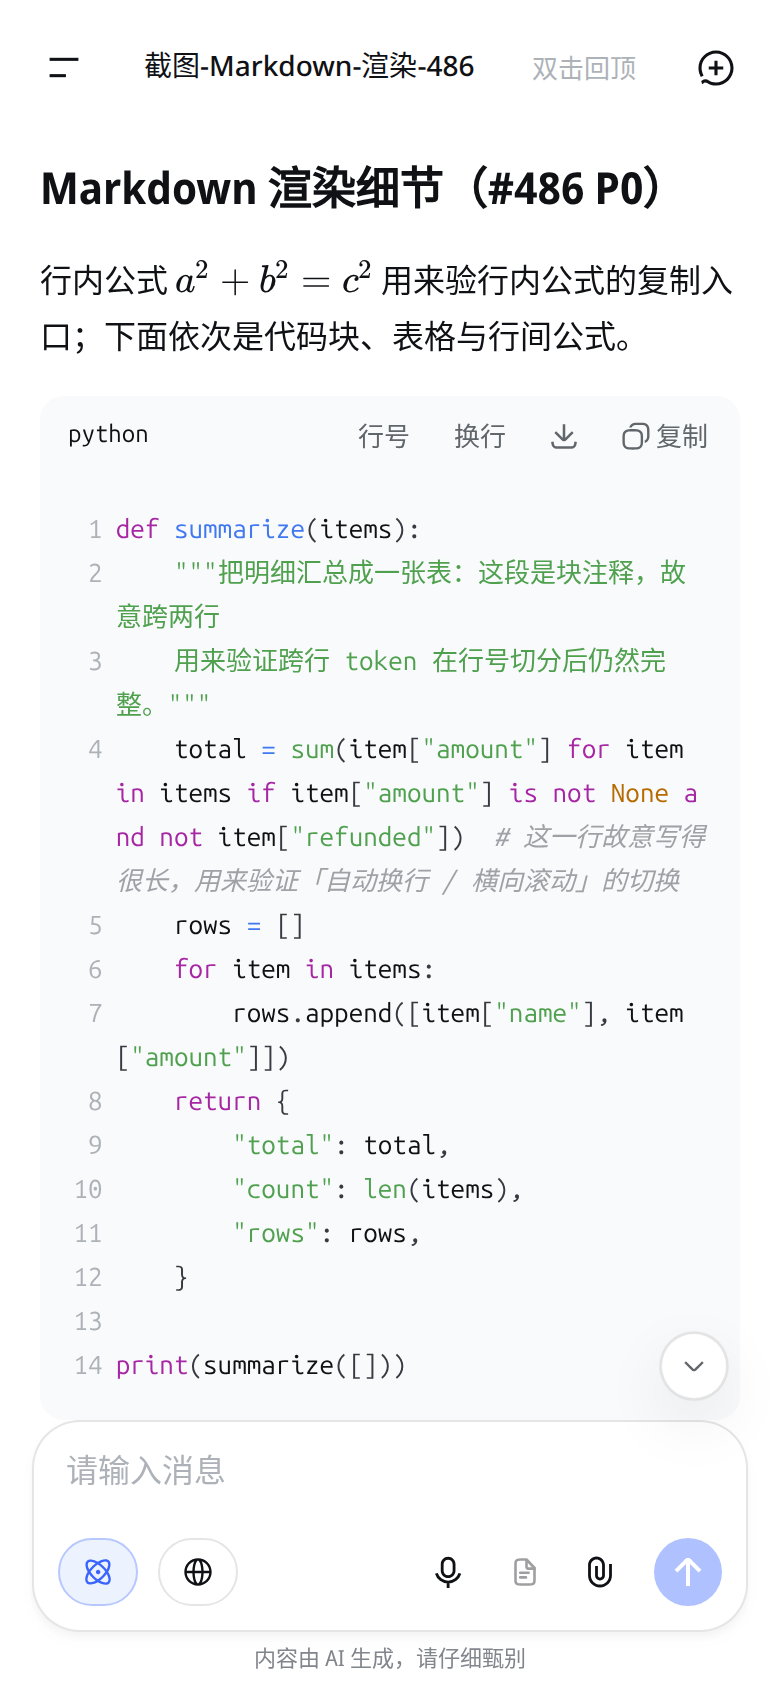 截图-Markdown-渲染-486 双击回顶
Markdown 渲染细节（#486 P0）
行内公式 a² + b² = c² 用来验行内公式的复制入
口；下面依次是代码块、表格与行间公式。
python 行号 换行 复制
1 def summarize(items):
2     """把明细汇总成一张表：这段是块注释，故
意跨两行
3     用来验证跨行 token 在行号切分后仍然完
整。"""
4     total = sum(item["amount"] for item
in items if item["amount"] is not None a
nd not item["refunded"])  # 这一行故意写得
很长，用来验证「自动换行 / 横向滚动」的切换
5     rows = []
6     for item in items:
7         rows.append([item["name"], item
["amount"]])
8     return {
9         "total": total,
10         "count": len(items),
11         "rows": rows,
12     }
13
14 print(summarize([]))
请输入消息
内容由 AI 生成，请仔细甄别